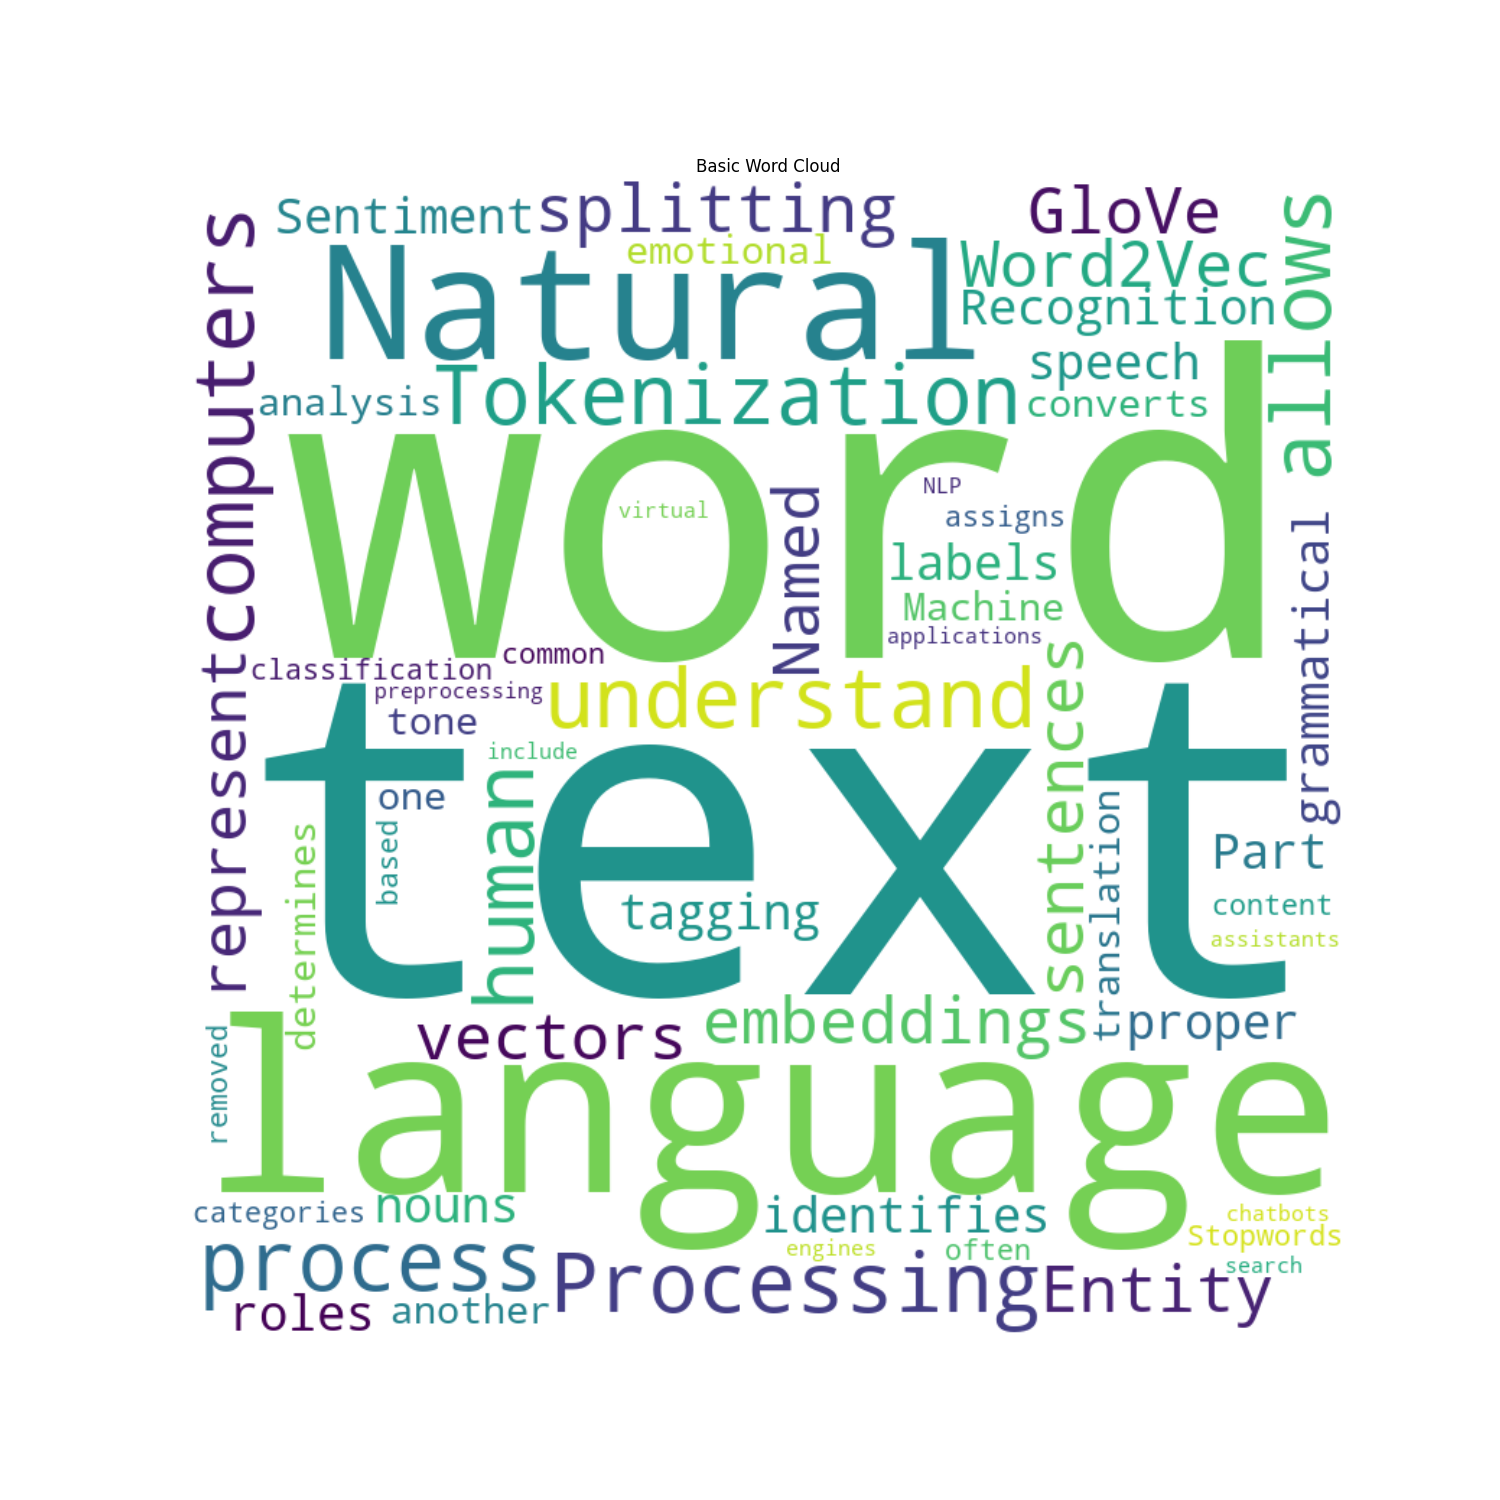 Basic Word Cloud
Sentiment
splitting
GloVe
allows
computers
emotional
Natural
Word2Vec
Recognition
analysis
Tokenization
speech
converts
word
virtual
Named
NLP
assigns
labels
Machine
applications
grammatical
classification
common
represent
preprocessing
understand
sentences
tone
text
include
human
one
based
determines
tagging
translation
Part
content
assistants
removed
vectors
embeddings
proper
language
categories
nouns
identifies
chatbots
Stopwords
process
engines
often
search
Processing
Entity
roles
another